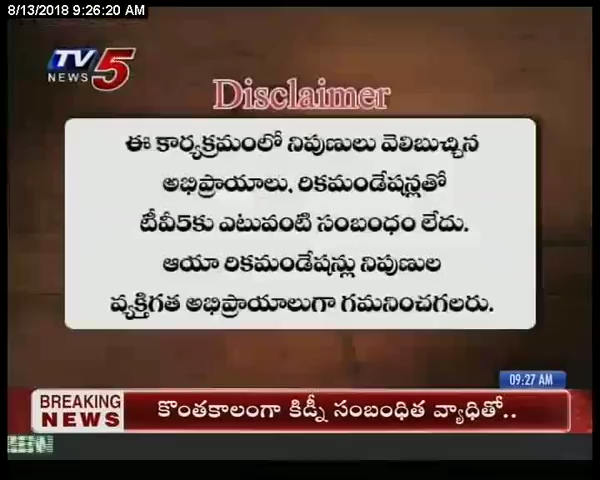 8/13/2018 9:26:20 AM
TV5
NEWS
Disclaimer
ఈ కార్యక్రమంలో నిపుణులు వెలిబుచ్చిన
అభిప్రాయాలు, రికమండేషన్లతో
టీవీ5కు ఎటువంటి సంబంధం లేదు.
ఆయా రికమండేషన్లు నిపుణుల
వ్యక్తిగత అభిప్రాయాలుగా గమనించగలరు.
09:27 AM
BREAKING
NEWS
కొంతకాలంగా కిడ్నీ సంబంధిత వ్యాధితో..